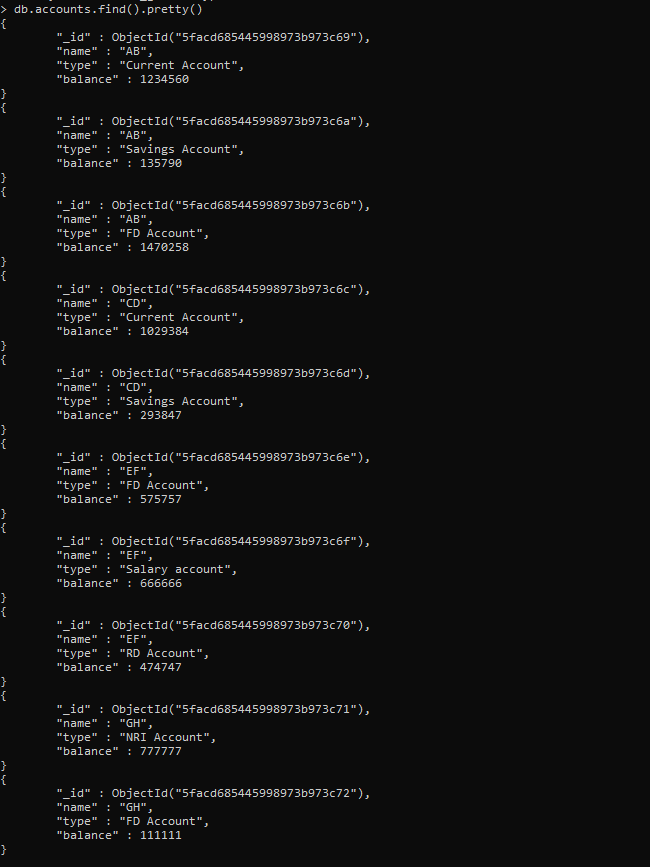 > db.accounts.find().pretty()
{
        "_id" : ObjectId("5facd685445998973b973c69"),
        "name" : "AB",
        "type" : "Current Account",
        "balance" : 1234560
}
{
        "_id" : ObjectId("5facd685445998973b973c6a"),
        "name" : "AB",
        "type" : "Savings Account",
        "balance" : 135790
}
{
        "_id" : ObjectId("5facd685445998973b973c6b"),
        "name" : "AB",
        "type" : "FD Account",
        "balance" : 1470258
}
{
        "_id" : ObjectId("5facd685445998973b973c6c"),
        "name" : "CD",
        "type" : "Current Account",
        "balance" : 1029384
}
{
        "_id" : ObjectId("5facd685445998973b973c6d"),
        "name" : "CD",
        "type" : "Savings Account",
        "balance" : 293847
}
{
        "_id" : ObjectId("5facd685445998973b973c6e"),
        "name" : "EF",
        "type" : "FD Account",
        "balance" : 575757
}
{
        "_id" : ObjectId("5facd685445998973b973c6f"),
        "name" : "EF",
        "type" : "Salary account",
        "balance" : 666666
}
{
        "_id" : ObjectId("5facd685445998973b973c70"),
        "name" : "EF",
        "type" : "RD Account",
        "balance" : 474747
}
{
        "_id" : ObjectId("5facd685445998973b973c71"),
        "name" : "GH",
        "type" : "NRI Account",
        "balance" : 777777
}
{
        "_id" : ObjectId("5facd685445998973b973c72"),
        "name" : "GH",
        "type" : "FD Account",
        "balance" : 111111
}